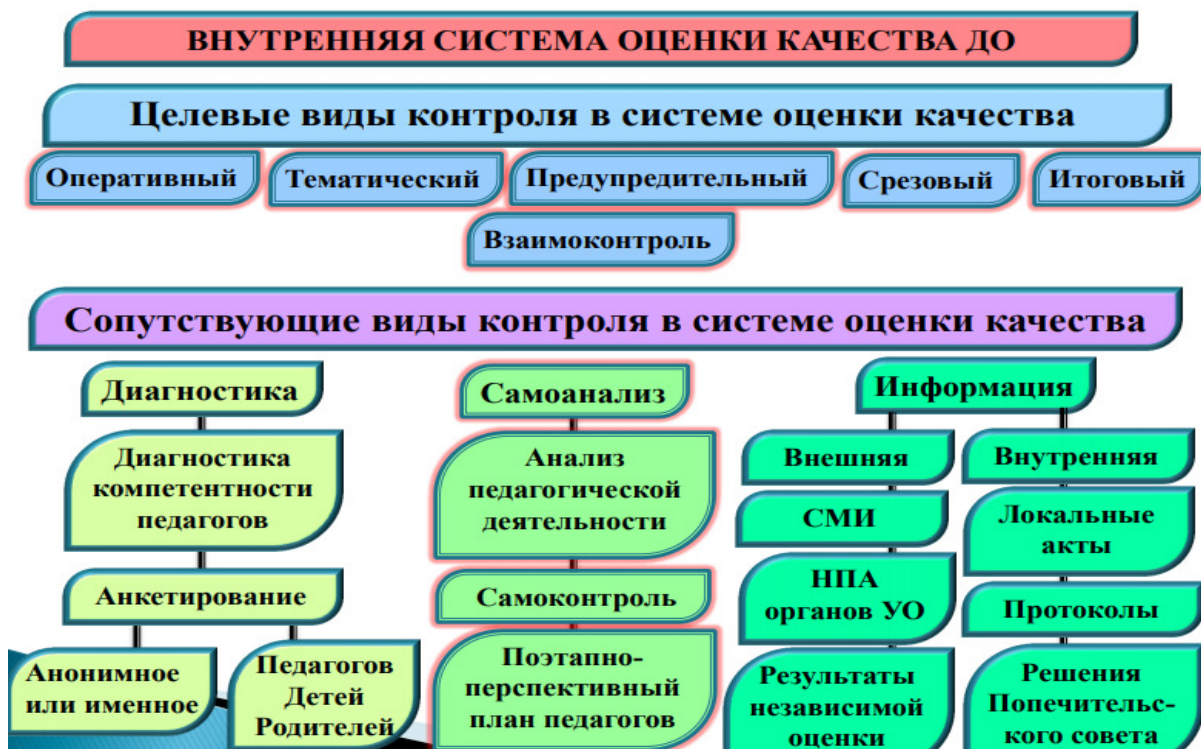 ВНУТРЕННЯЯ СИСТЕМА ОЦЕНКИ КАЧЕСТВА ДО
Целевые виды контроля в системе оценки качества
Оперативный
Тематический
Предупредительный
Срезовый
Итоговый
Взаимоконтроль
Сопутствующие виды контроля в системе оценки качества
Диагностика
Диагностика
компетентности
педагогов
Анкетирование
Анонимное
или именное
Педагогов
Детей
Родителей
Самоанализ
Анализ
педагогической
деятельности
Самоконтроль
Поэтапно-
перспективный
план педагогов
Информация
Внешняя
СМИ
НПА
органов УО
Результаты
независимой
оценки
Внутренняя
Локальные
акты
Протоколы
Решения
Попечительс-
кого совета